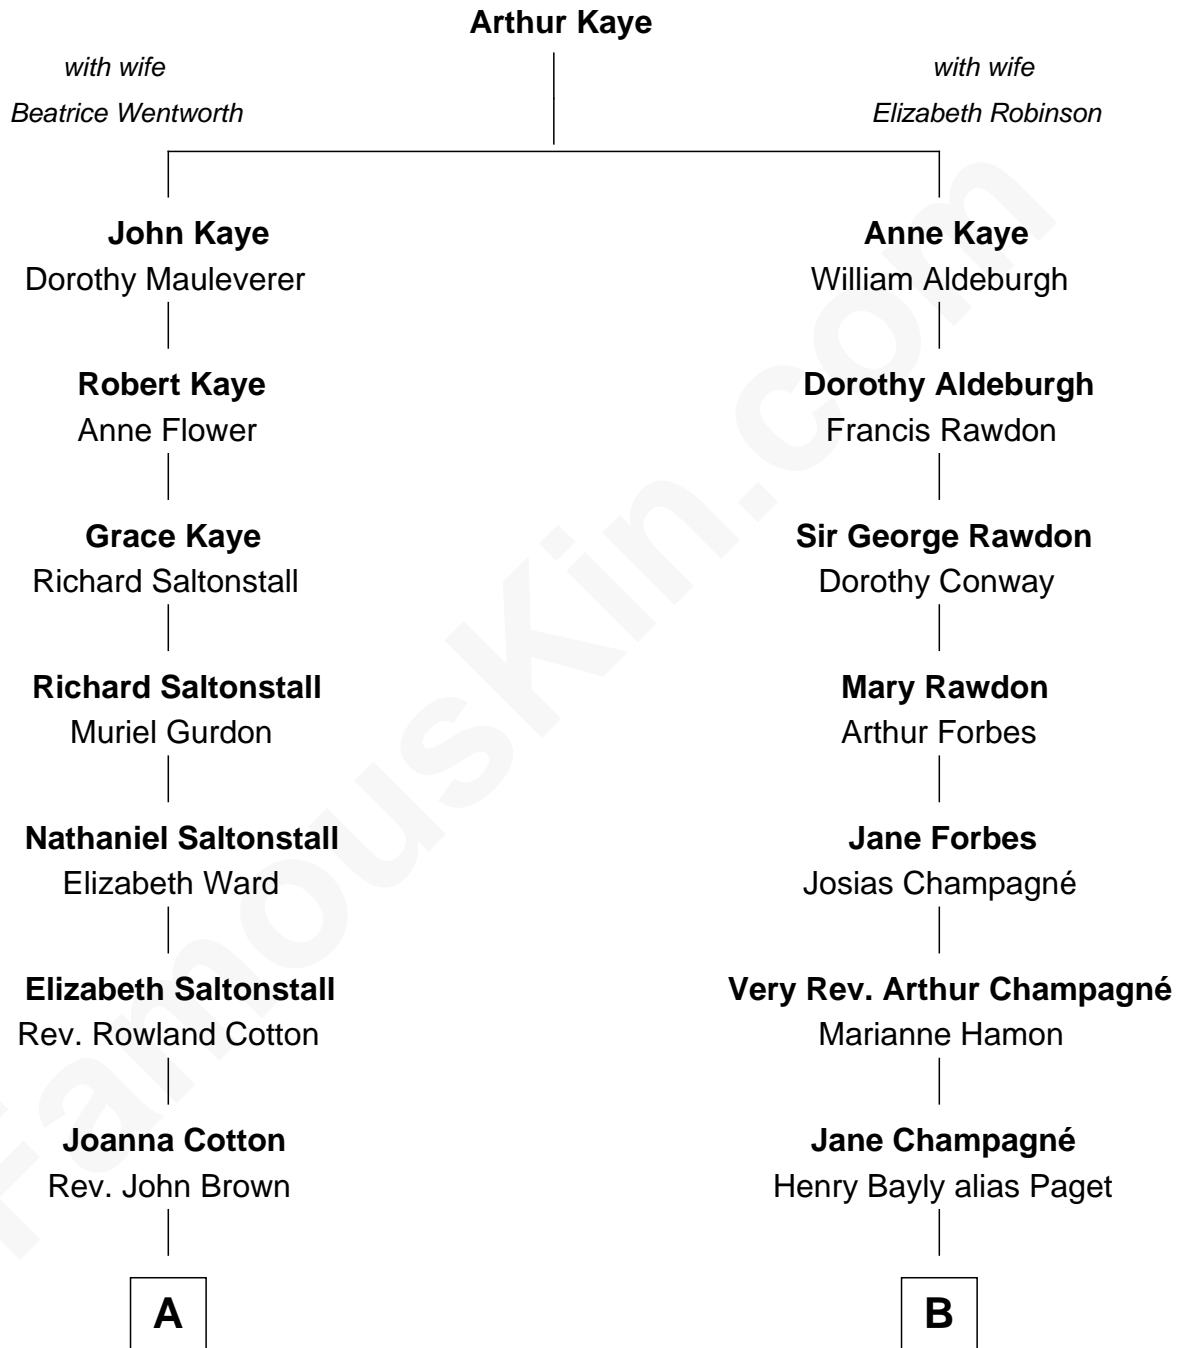 Arthur Kaye
with wife
Beatrice Wentworth
with wife
Elizabeth Robinson
John Kaye
Dorothy Mauleverer
Robert Kaye
Anne Flower
Grace Kaye
Richard Saltonstall
Richard Saltonstall
Muriel Gurdon
Nathaniel Saltonstall
Elizabeth Ward
Elizabeth Saltonstall
Rev. Rowland Cotton
Joanna Cotton
Rev. John Brown
A
Anne Kaye
William Aldeburgh
Dorothy Aldeburgh
Francis Rawdon
Sir George Rawdon
Dorothy Conway
Mary Rawdon
Arthur Forbes
Jane Forbes
Josias Champagné
Very Rev. Arthur Champagné
Marianne Hamon
Jane Champagné
Henry Bayly alias Paget
B
FamousKin.com